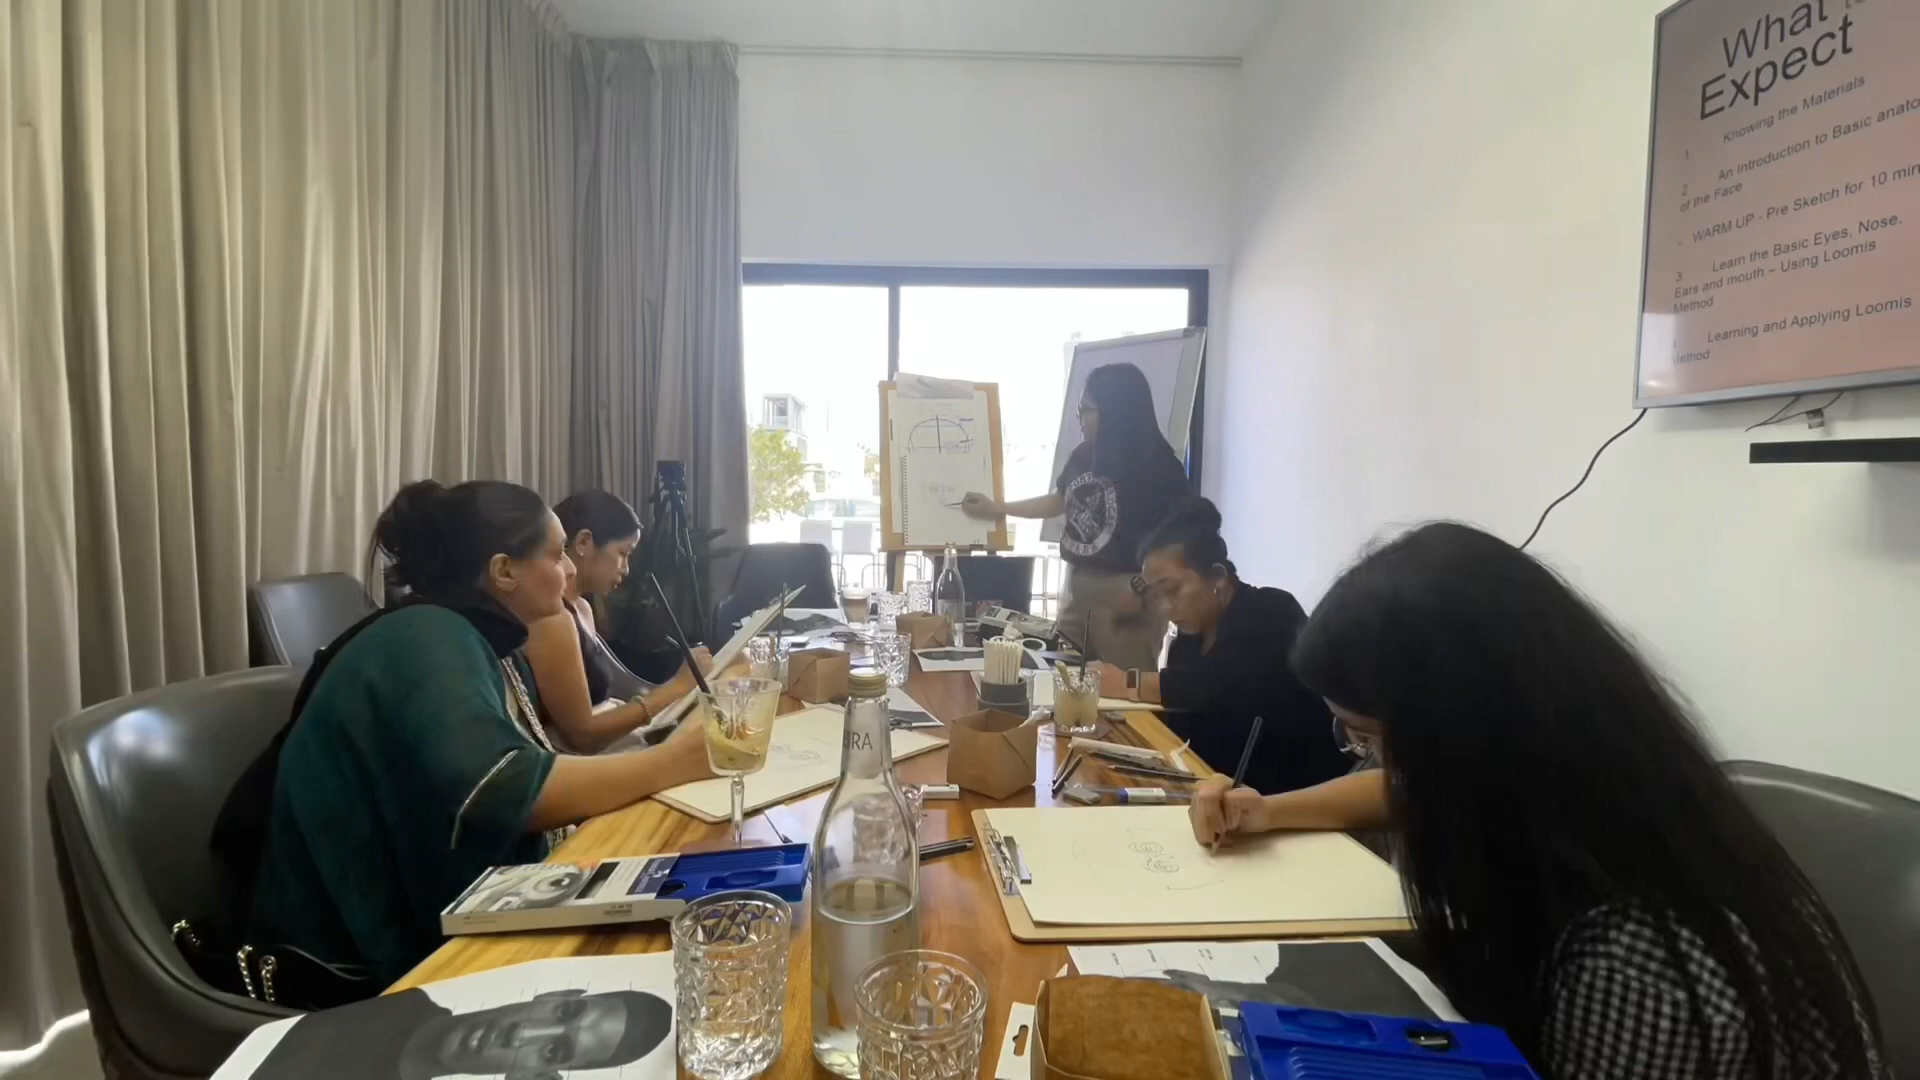 What to
Expect
1 Knowing the Materials
2 An Introduction to Basic anato
of the Face
- WARM UP - Pre Sketch for 10 min
3 Learn the Basic Eyes, Nose,
Ears and mouth – Using Loomis
Method
Learning and Applying Loomis
Method